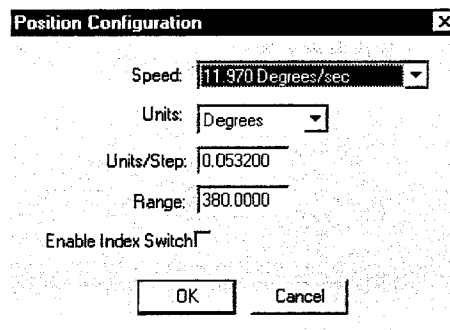 Position Configuration
Speed: 11.970 Degrees/sec
Units: Degrees
Units/Step: 0.053200
Range: 380.0000
Enable Index Switch
OK Cancel